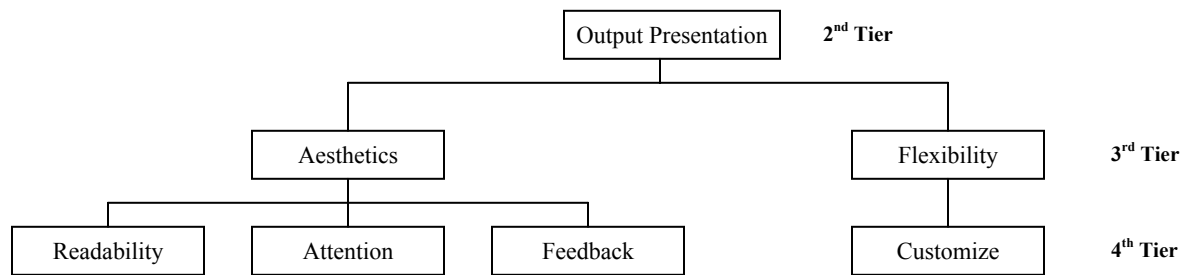 Output Presentation 2nd Tier
Aesthetics Flexibility 3rd Tier
Readability Attention Feedback Customize 4th Tier